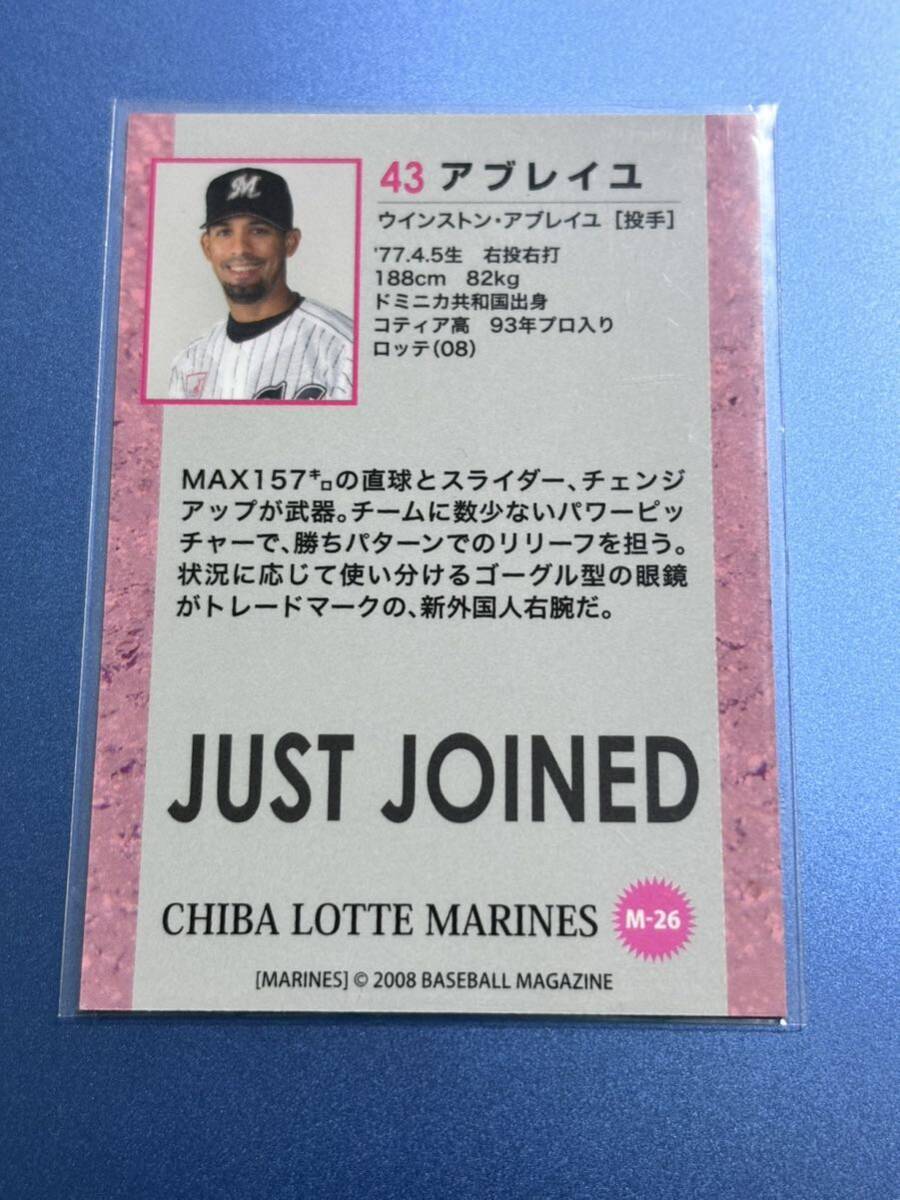 M
43 アブレイユ
ウインストン・アブレイユ [投手]
'77.4.5生 右投右打
188cm 82kg
ドミニカ共和国出身
コティア高 93年プロ入り
ロッテ(08)
MAX157㌔の直球とスライダー、チェンジ
アップが武器。チームに数少ないパワーピッ
チャーで、勝ちパターンでのリリーフを担う。
状況に応じて使い分けるゴーグル型の眼鏡
がトレードマークの、新外国人右腕だ。
JUST JOINED
CHIBA LOTTE MARINES
M-26
[MARINES] © 2008 BASEBALL MAGAZINE